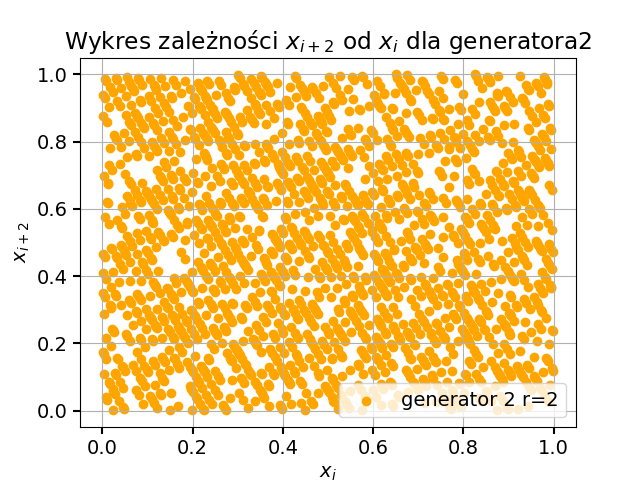 Wykres zależności x_{i+2} od x_i dla generatora2
1.0
0.8
0.6
0.4
0.2
0.0
x_{i+2}
generator 2 r=2
0.0 0.2 0.4 0.6 0.8 1.0
x_i